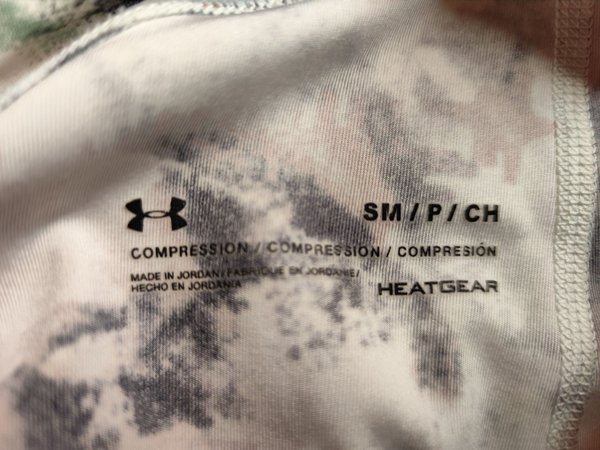 SM / P / CH
COMPRESSION / COMPRESSION / COMPRESIÓN
MADE IN JORDAN / FABRIQUÉ EN JORDANIE /
HECHO EN JORDANIA
HEATGEAR